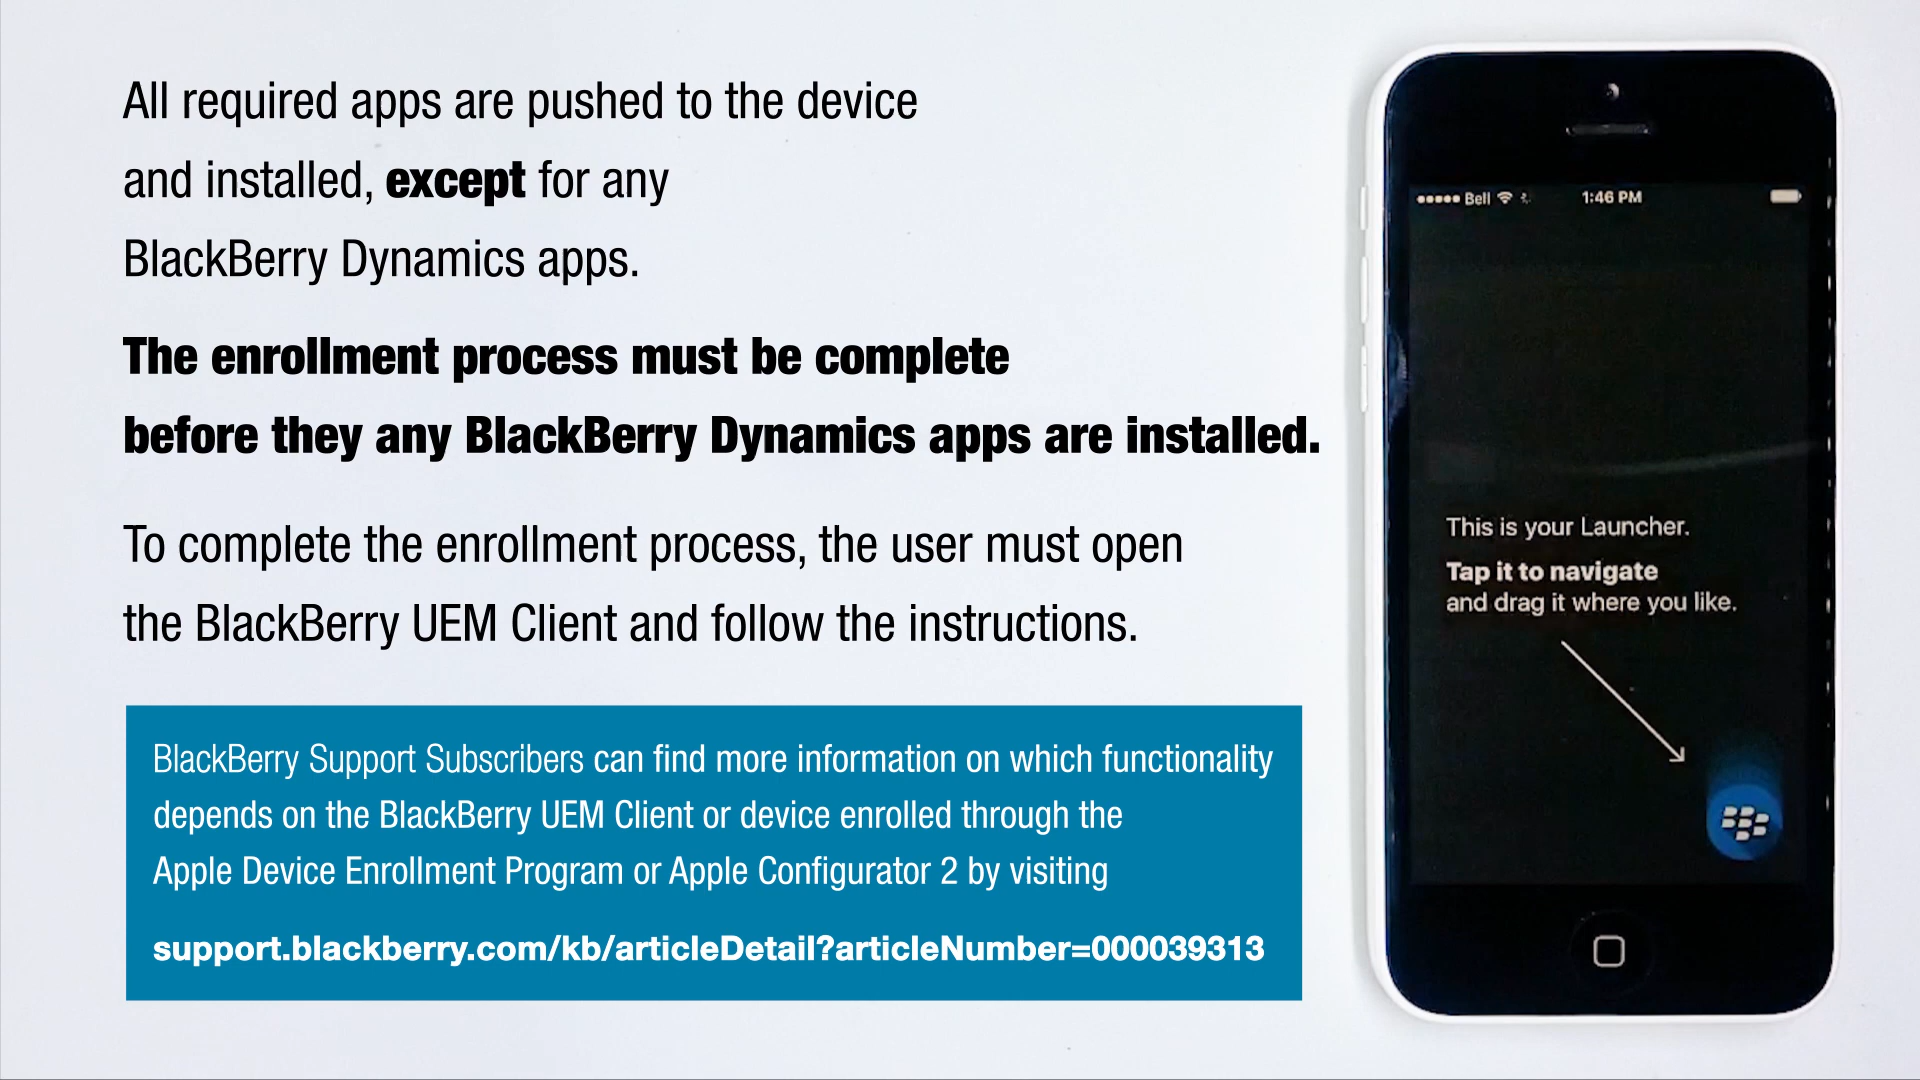 All required apps are pushed to the device
and installed, except for any
BlackBerry Dynamics apps.
The enrollment process must be complete
before they any BlackBerry Dynamics apps are installed.
To complete the enrollment process, the user must open
the BlackBerry UEM Client and follow the instructions.
BlackBerry Support Subscribers can find more information on which functionality
depends on the BlackBerry UEM Client or device enrolled through the
Apple Device Enrollment Program or Apple Configurator 2 by visiting
support.blackberry.com/kb/articleDetail?articleNumber=000039313
Bell 1:46 PM
This is your Launcher.
Tap it to navigate
and drag it where you like.